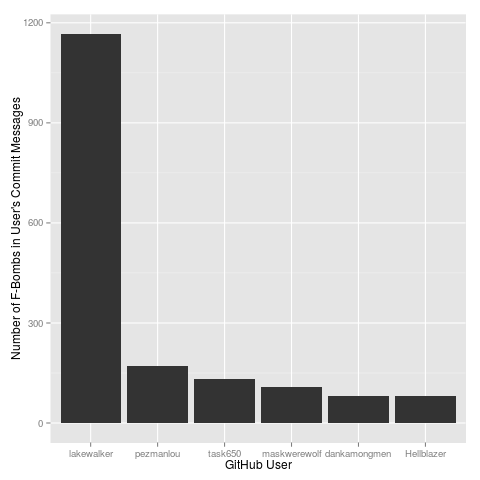 Number of F-Bombs in User's Commit Messages
1200
900
600
300
0
lakewalker pezmanlou task650 maskwerewolf dankamongmen Hellblazer
GitHub User